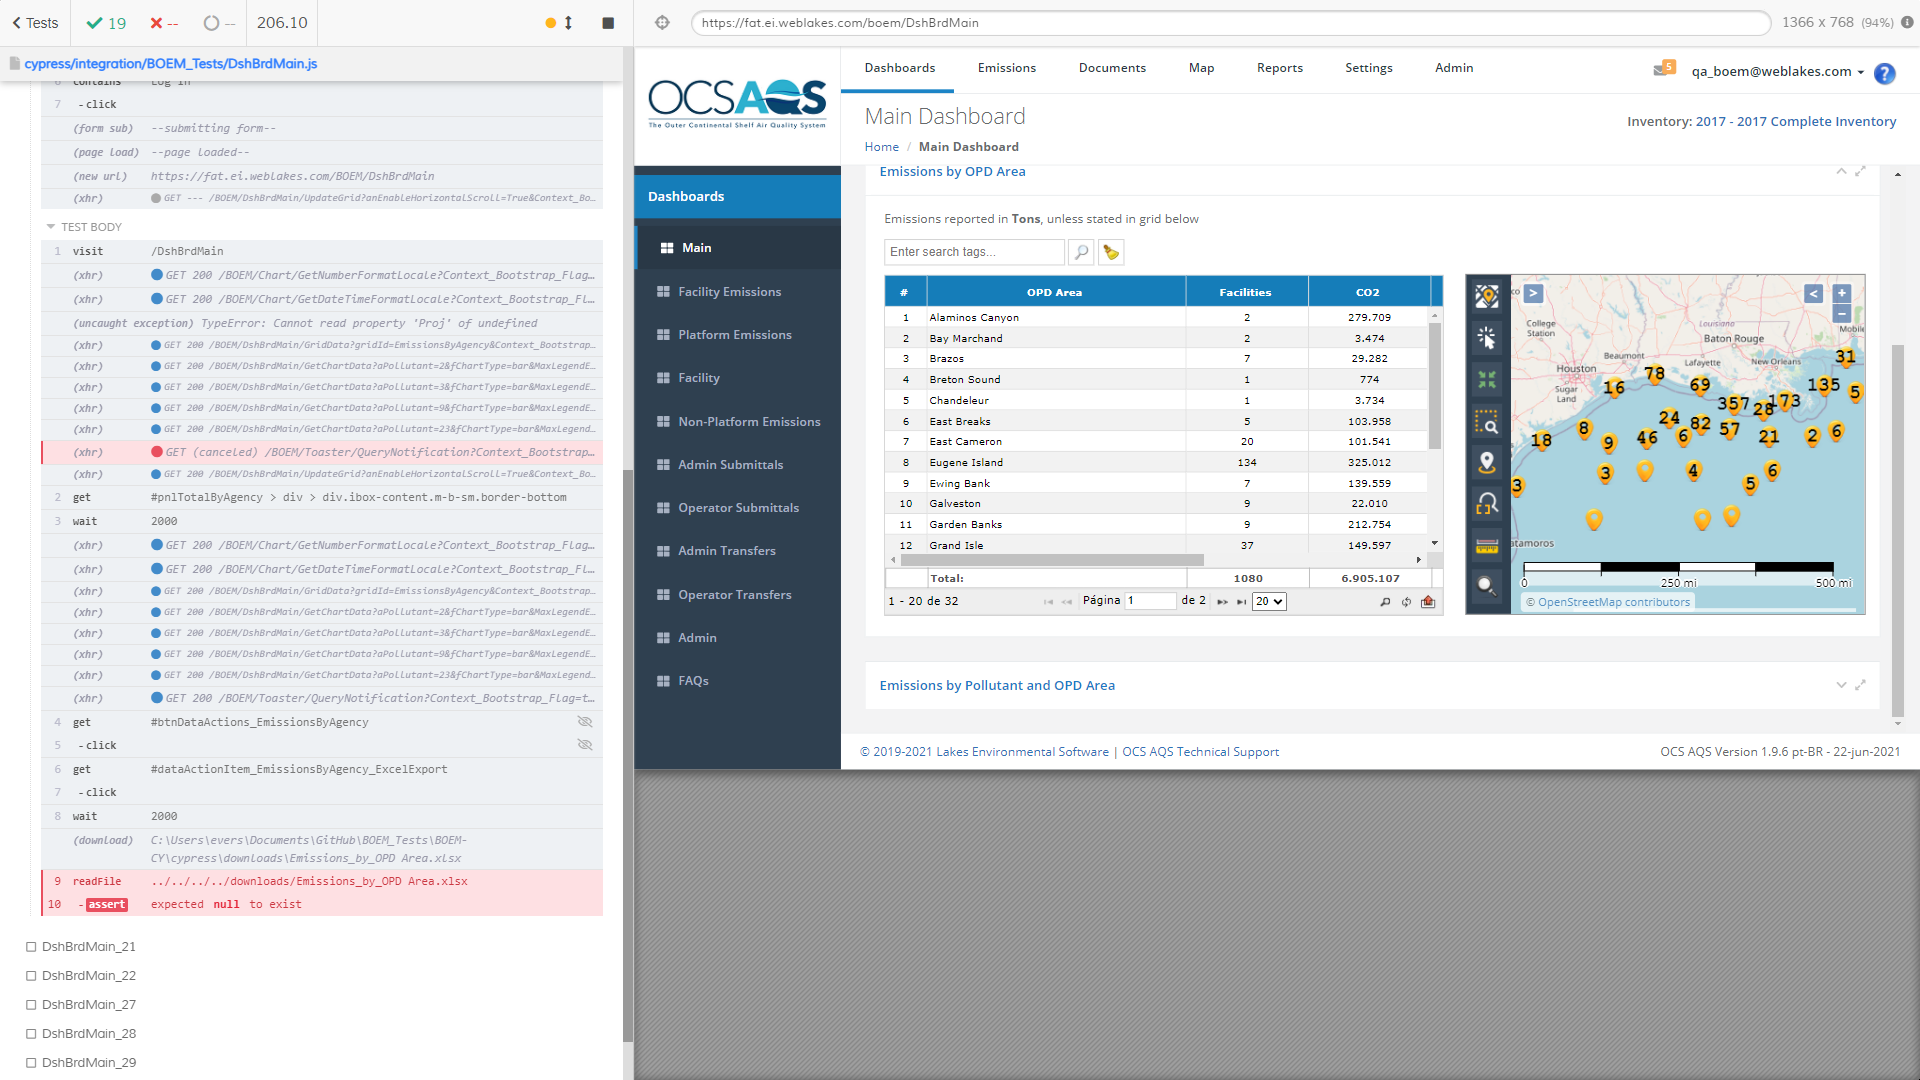 Tests
19
--
--
206.10
https://fat.ei.weblakes.com/boem/DshBrdMain
1366 x 768 (94%)
cypress/integration/BOEM_Tests/DshBrdMain.js
6 contains Log In
7 -click
(form sub) --submitting form--
(page load) --page loaded--
(new url) https://fat.ei.weblakes.com/BOEM/DshBrdMain
(xhr) GET --- /BOEM/DshBrdMain/UpdateGrid?anEnableHorizontalScroll=True&Context_Bo…
TEST BODY
1 visit /DshBrdMain
(xhr) GET 200 /BOEM/Chart/GetNumberFormatLocale?Context_Bootstrap_Flag…
(xhr) GET 200 /BOEM/Chart/GetDateTimeFormatLocale?Context_Bootstrap_Fl…
(uncaught exception) TypeError: Cannot read property 'Proj' of undefined
(xhr) GET 200 /BOEM/DshBrdMain/GridData?gridId=EmissionsByAgency&Context_Bootstrap…
(xhr) GET 200 /BOEM/DshBrdMain/GetChartData?aPollutant=2&fChartType=bar&MaxLegendE…
(xhr) GET 200 /BOEM/DshBrdMain/GetChartData?aPollutant=3&fChartType=bar&MaxLegendE…
(xhr) GET 200 /BOEM/DshBrdMain/GetChartData?aPollutant=9&fChartType=bar&MaxLegendE…
(xhr) GET 200 /BOEM/DshBrdMain/GetChartData?aPollutant=23&fChartType=bar&MaxLegend…
(xhr) GET (canceled) /BOEM/Toaster/QueryNotification?Context_Bootstrap…
(xhr) GET 200 /BOEM/DshBrdMain/UpdateGrid?anEnableHorizontalScroll=True&Context_Bo…
2 get #pnlTotalByAgency > div > div.ibox-content.m-b-sm.border-bottom
3 wait 2000
(xhr) GET 200 /BOEM/Chart/GetNumberFormatLocale?Context_Bootstrap_Flag…
(xhr) GET 200 /BOEM/Chart/GetDateTimeFormatLocale?Context_Bootstrap_Fl…
(xhr) GET 200 /BOEM/DshBrdMain/GridData?gridId=EmissionsByAgency&Context_Bootstrap…
(xhr) GET 200 /BOEM/DshBrdMain/GetChartData?aPollutant=2&fChartType=bar&MaxLegendE…
(xhr) GET 200 /BOEM/DshBrdMain/GetChartData?aPollutant=3&fChartType=bar&MaxLegendE…
(xhr) GET 200 /BOEM/DshBrdMain/GetChartData?aPollutant=9&fChartType=bar&MaxLegendE…
(xhr) GET 200 /BOEM/DshBrdMain/GetChartData?aPollutant=23&fChartType=bar&MaxLegend…
(xhr) GET 200 /BOEM/Toaster/QueryNotification?Context_Bootstrap_Flag=t…
4 get #btnDataActions_EmissionsByAgency
5 -click
6 get #dataActionItem_EmissionsByAgency_ExcelExport
7 -click
8 wait 2000
(download) C:\Users\evers\Documents\GitHub\BOEM_Tests\BOEM-
CY\cypress\downloads\Emissions_by_OPD Area.xlsx
9 readFile ../../../../downloads/Emissions_by_OPD Area.xlsx
10 -assert expected null to exist
DshBrdMain_21
DshBrdMain_22
DshBrdMain_27
DshBrdMain_28
DshBrdMain_29
OCSAQS
The Outer Continental Shelf Air Quality System
Dashboards
Emissions
Documents
Map
Reports
Settings
Admin
5
qa_boem@weblakes.com
?
Main Dashboard
Home / Main Dashboard
Inventory: 2017 - 2017 Complete Inventory
Dashboards
Main
Facility Emissions
Platform Emissions
Facility
Non-Platform Emissions
Admin Submittals
Operator Submittals
Admin Transfers
Operator Transfers
Admin
FAQs
Emissions by OPD Area
Emissions reported in Tons, unless stated in grid below
Enter search tags...
# OPD Area Facilities CO2
1 Alaminos Canyon 2 279.709
2 Bay Marchand 2 3.474
3 Brazos 7 29.282
4 Breton Sound 1 774
5 Chandeleur 1 3.734
6 East Breaks 5 103.958
7 East Cameron 20 101.541
8 Eugene Island 134 325.012
9 Ewing Bank 7 139.559
10 Galveston 9 22.010
11 Garden Banks 9 212.754
12 Grand Isle 37 149.597
Total: 1080 6.905.107
1 - 20 de 32
Página 1 de 2
20
>
<
+
−
co
College
Station
Louisiana
Baton Rouge
Mobile
Beaumont
Lafayette
New Orleans
31
Houston
78
16
69
135
5
Sugar
Land
357
28
173
24
82
8
57
18
9
46
6
21
2
6
3
4
6
3
5
atamoros
0 250 mi 500 mi
© OpenStreetMap contributors
Emissions by Pollutant and OPD Area
© 2019-2021 Lakes Environmental Software | OCS AQS Technical Support
OCS AQS Version 1.9.6 pt-BR - 22-jun-2021